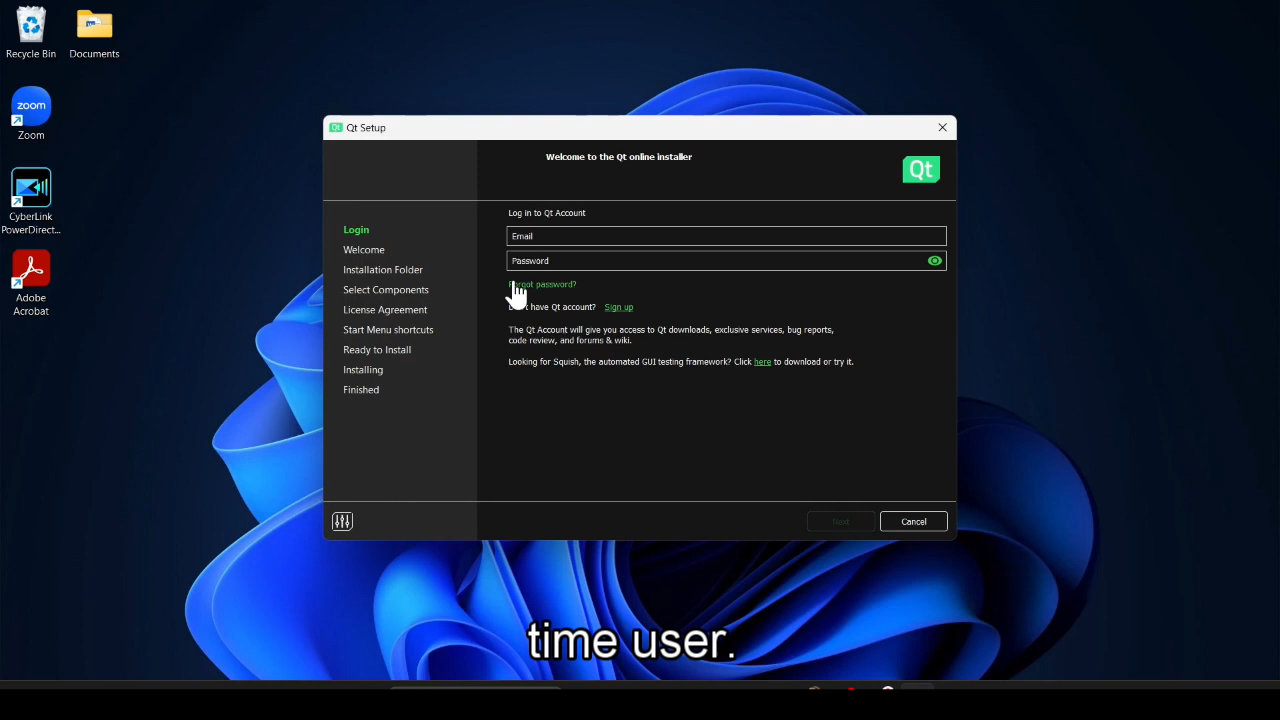 Recycle Bin
Documents
zoom
Zoom
CyberLink
PowerDirect...
Adobe
Acrobat
Qt Qt Setup
Welcome to the Qt online installer
Qt
Login
Welcome
Installation Folder
Select Components
License Agreement
Start Menu shortcuts
Ready to Install
Installing
Finished
Log in to Qt Account
Email
Password
Forgot password?
have Qt account? Sign up
The Qt Account will give you access to Qt downloads, exclusive services, bug reports,
code review, and forums & wiki.
Looking for Squish, the automated GUI testing framework? Click here to download or try it.
Next
Cancel
time user.